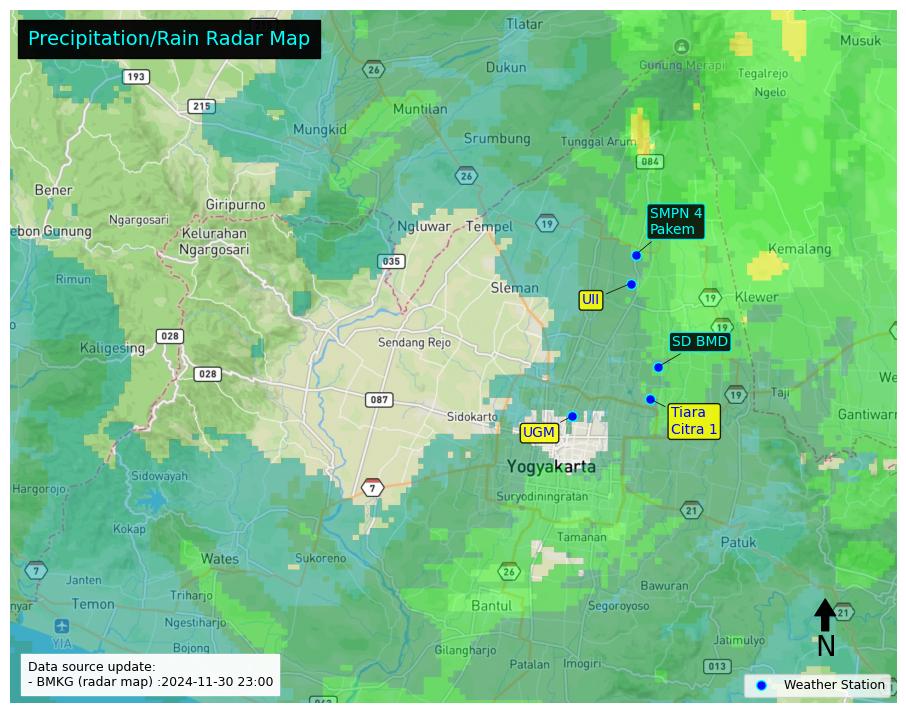 Precipitation/Rain Radar Map
Tlatar
Musuk
26
Dukun
Gunung Merapi
Tegalrejo
193
Ngelo
215
Muntilan
Mungkid
Srumbung
Tunggal Arum
084
26
Bener
Giripurno
SMPN 4
Pakem
Ngargosari
Ngluwar
Tempel
19
ebon Gunung
Kelurahan
Ngargosari
Kemalang
035
Rimun
Sleman
UII
19
Klewer
19
028
Kaligesing
Sendang Rejo
SD BMD
028
We
087
19
Taji
Sidokarto
Tiara
Citra 1
Gantiwarn
UGM
Yogyakarta
Sidowayah
Hargorojo
7
Suryodiningratan
21
Kokap
Tamanan
Patuk
Wates
Sukoreno
7
26
Janten
Bawuran
Triharjo
nyar
Temon
Bantul
Segoroyoso
21
Ngestiharjo
YIA
N
Bojong
Jatimulyo
Gilangharjo
Patalan
Imogiri
013
Data source update:
- BMKG (radar map) :2024-11-30 23:00
Weather Station